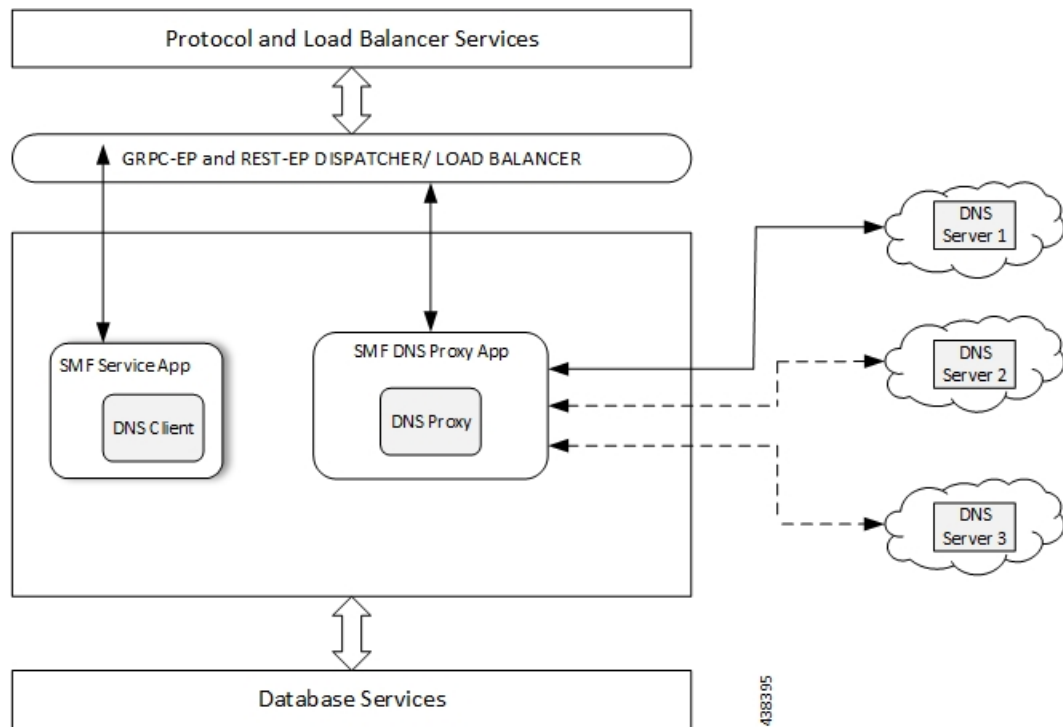 Protocol and Load Balancer Services
GRPC-EP and REST-EP DISPATCHER/ LOAD BALANCER
DNS
Server 1
SMF Service App
DNS Client
SMF DNS Proxy App
DNS Proxy
DNS
Server 2
DNS
Server 3
Database Services
438395